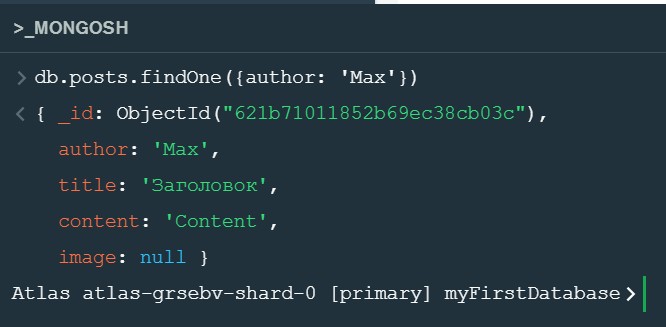 >_MONGOSH
> db.posts.findOne({author: 'Max'})
< { _id: ObjectId("621b71011852b69ec38cb03c"),
author: 'Max',
title: 'Заголовок',
content: 'Content',
image: null }
Atlas atlas-grsebv-shard-0 [primary] myFirstDatabase>